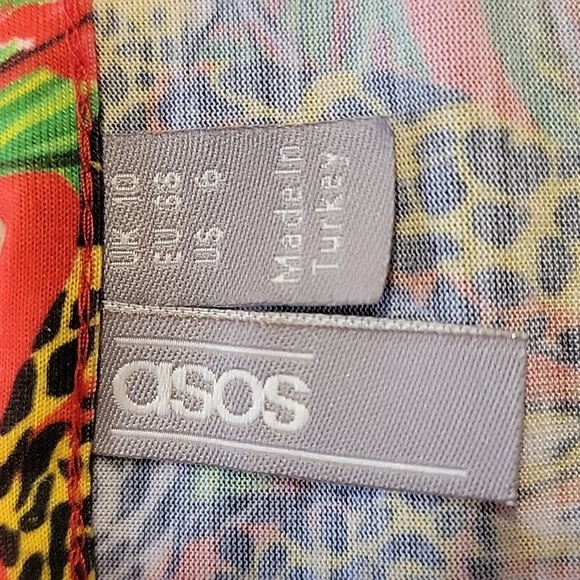 UK 10
EU 38
US 6
Made In
Turkey
asos